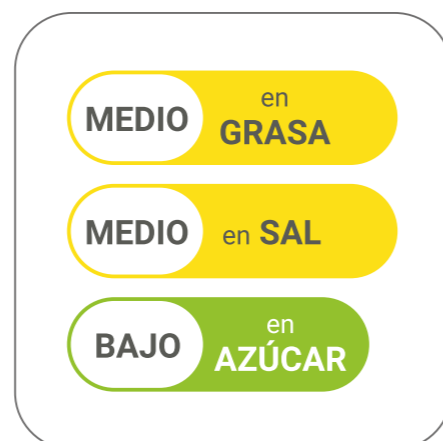 MEDIO en
GRASA
MEDIO en SAL
BAJO en
AZÚCAR